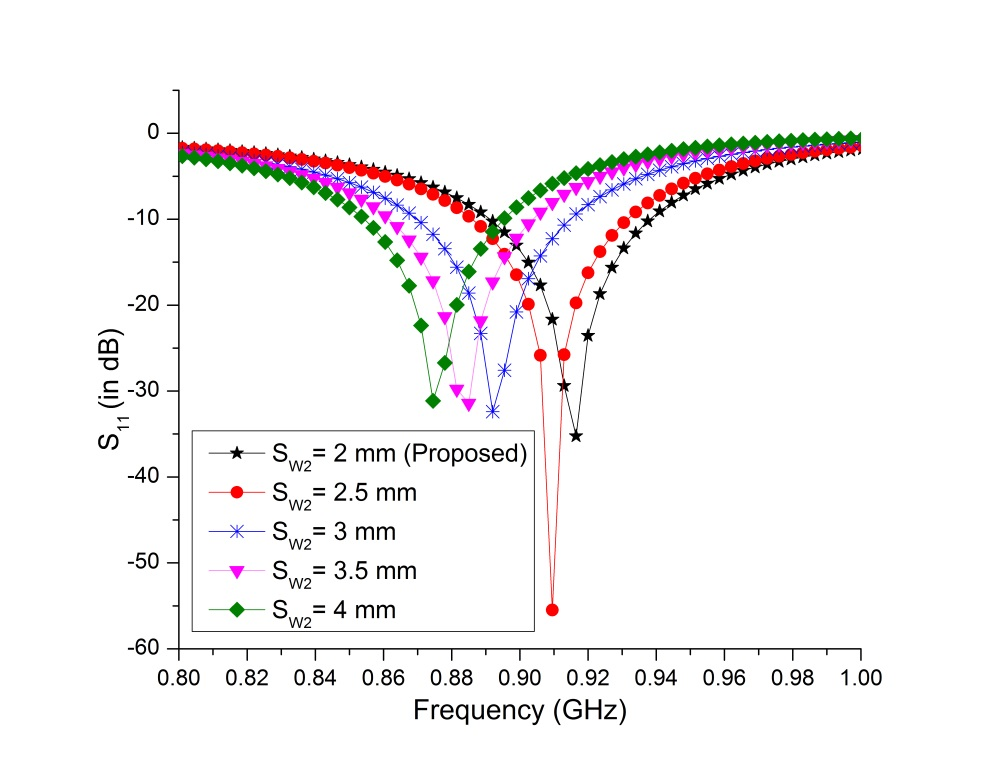 0
-10
-20
-30
-40
-50
-60
S11 (in dB)
SW2= 2 mm (Proposed)
SW2= 2.5 mm
SW2= 3 mm
SW2= 3.5 mm
SW2= 4 mm
0.80 0.82 0.84 0.86 0.88 0.90 0.92 0.94 0.96 0.98 1.00
Frequency (GHz)